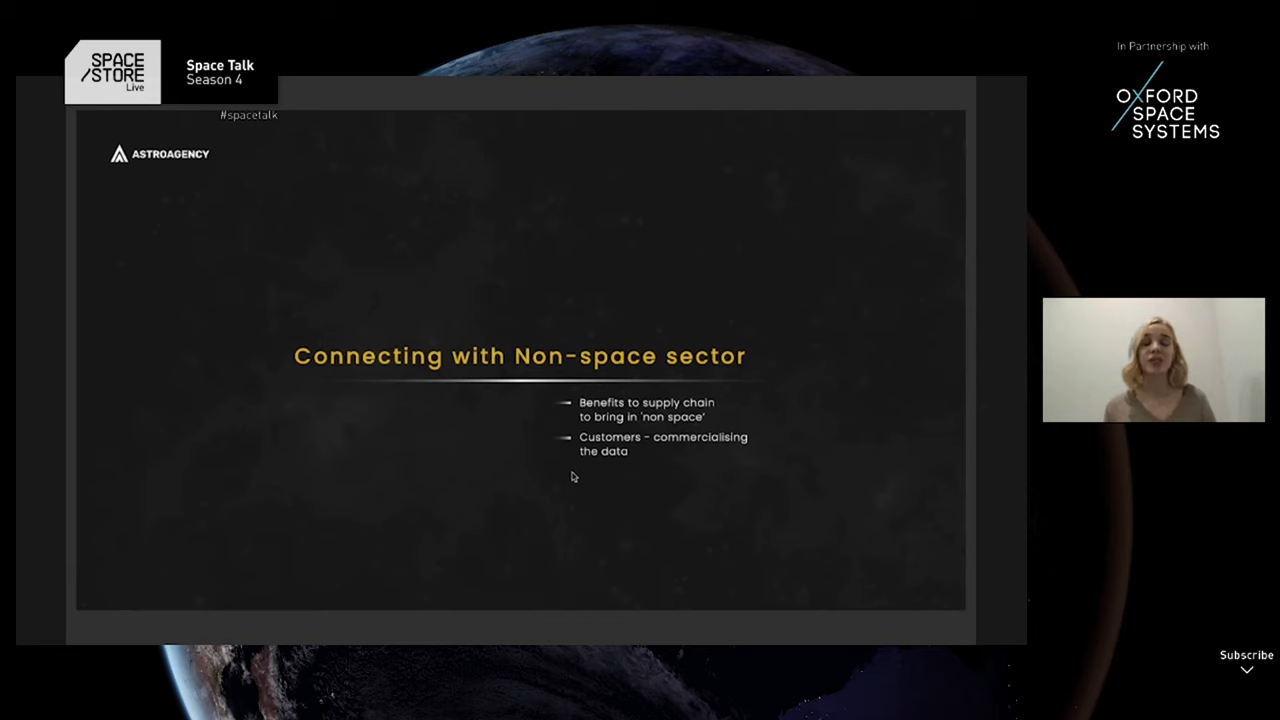 SPACE
/STORE
Live
Space Talk
Season 4
#spacetalk
In Partnership with
OXFORD
SPACE
SYSTEMS
ASTROAGENCY
Connecting with Non-space sector
Benefits to supply chain
to bring in 'non space'
Customers - commercialising
the data
Subscribe